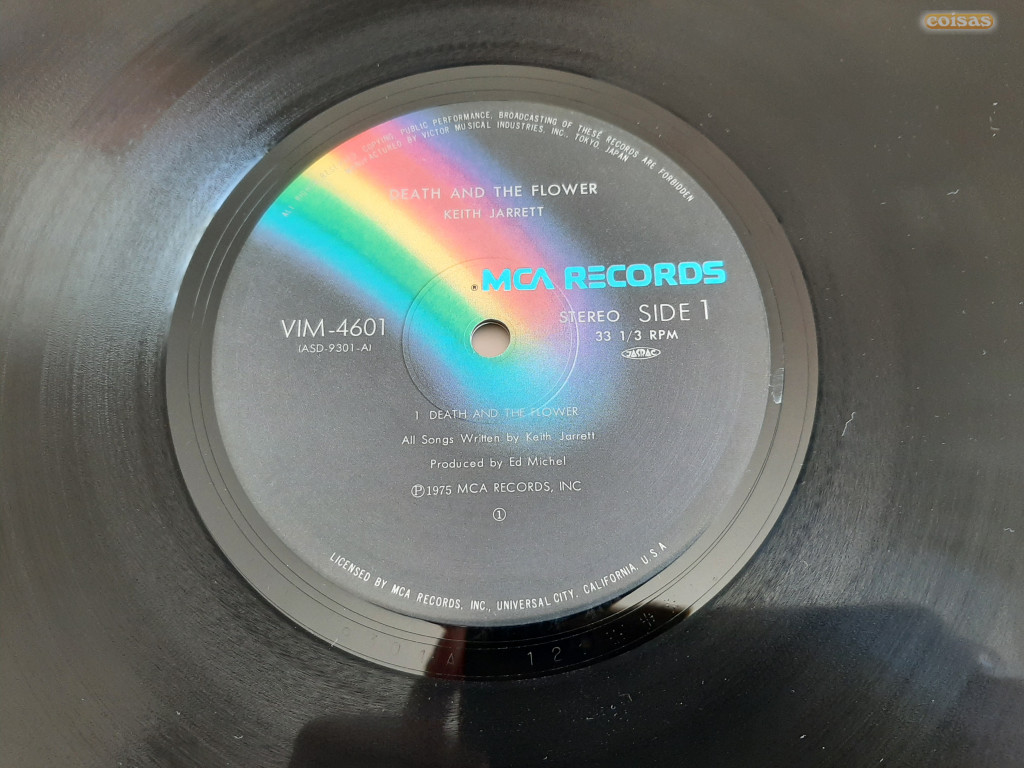 coisas
COPYING, PUBLIC PERFORMANCE, BROADCASTING OF THESE RECORDS ARE FORBIDDEN
BY VICTOR MUSICAL INDUSTRIES, INC., TOKYO, JAPAN
DEATH AND THE FLOWER
KEITH JARRETT
® MCA RECORDS
VIM-4601
(ASD-9301-A)
STEREO SIDE 1
33 1/3 RPM
JASRAC
1 DEATH AND THE FLOWER
All Songs Written by Keith Jarrett
Produced by Ed Michel
Ⓟ1975 MCA RECORDS, INC
①
LICENSED BY MCA RECORDS, INC., UNIVERSAL CITY, CALIFORNIA, U.S.A